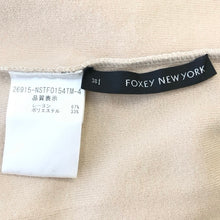 38
FOXEY NEW YORK
26915-NSTF0154TM-4
品質表示
レーヨン 67%
ポリエステル 33%